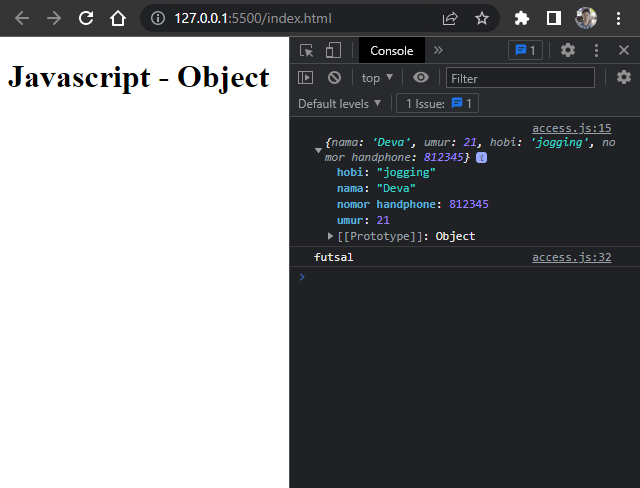 127.0.0.1:5500/index.html
Javascript - Object
Console
1
top
Filter
Default levels
1 Issue: 1
access.js:15
{nama: 'Deva', umur: 21, hobi: 'jogging', no
mor handphone: 812345}
hobi: "jogging"
nama: "Deva"
nomor handphone: 812345
umur: 21
[[Prototype]]: Object
futsal access.js:32